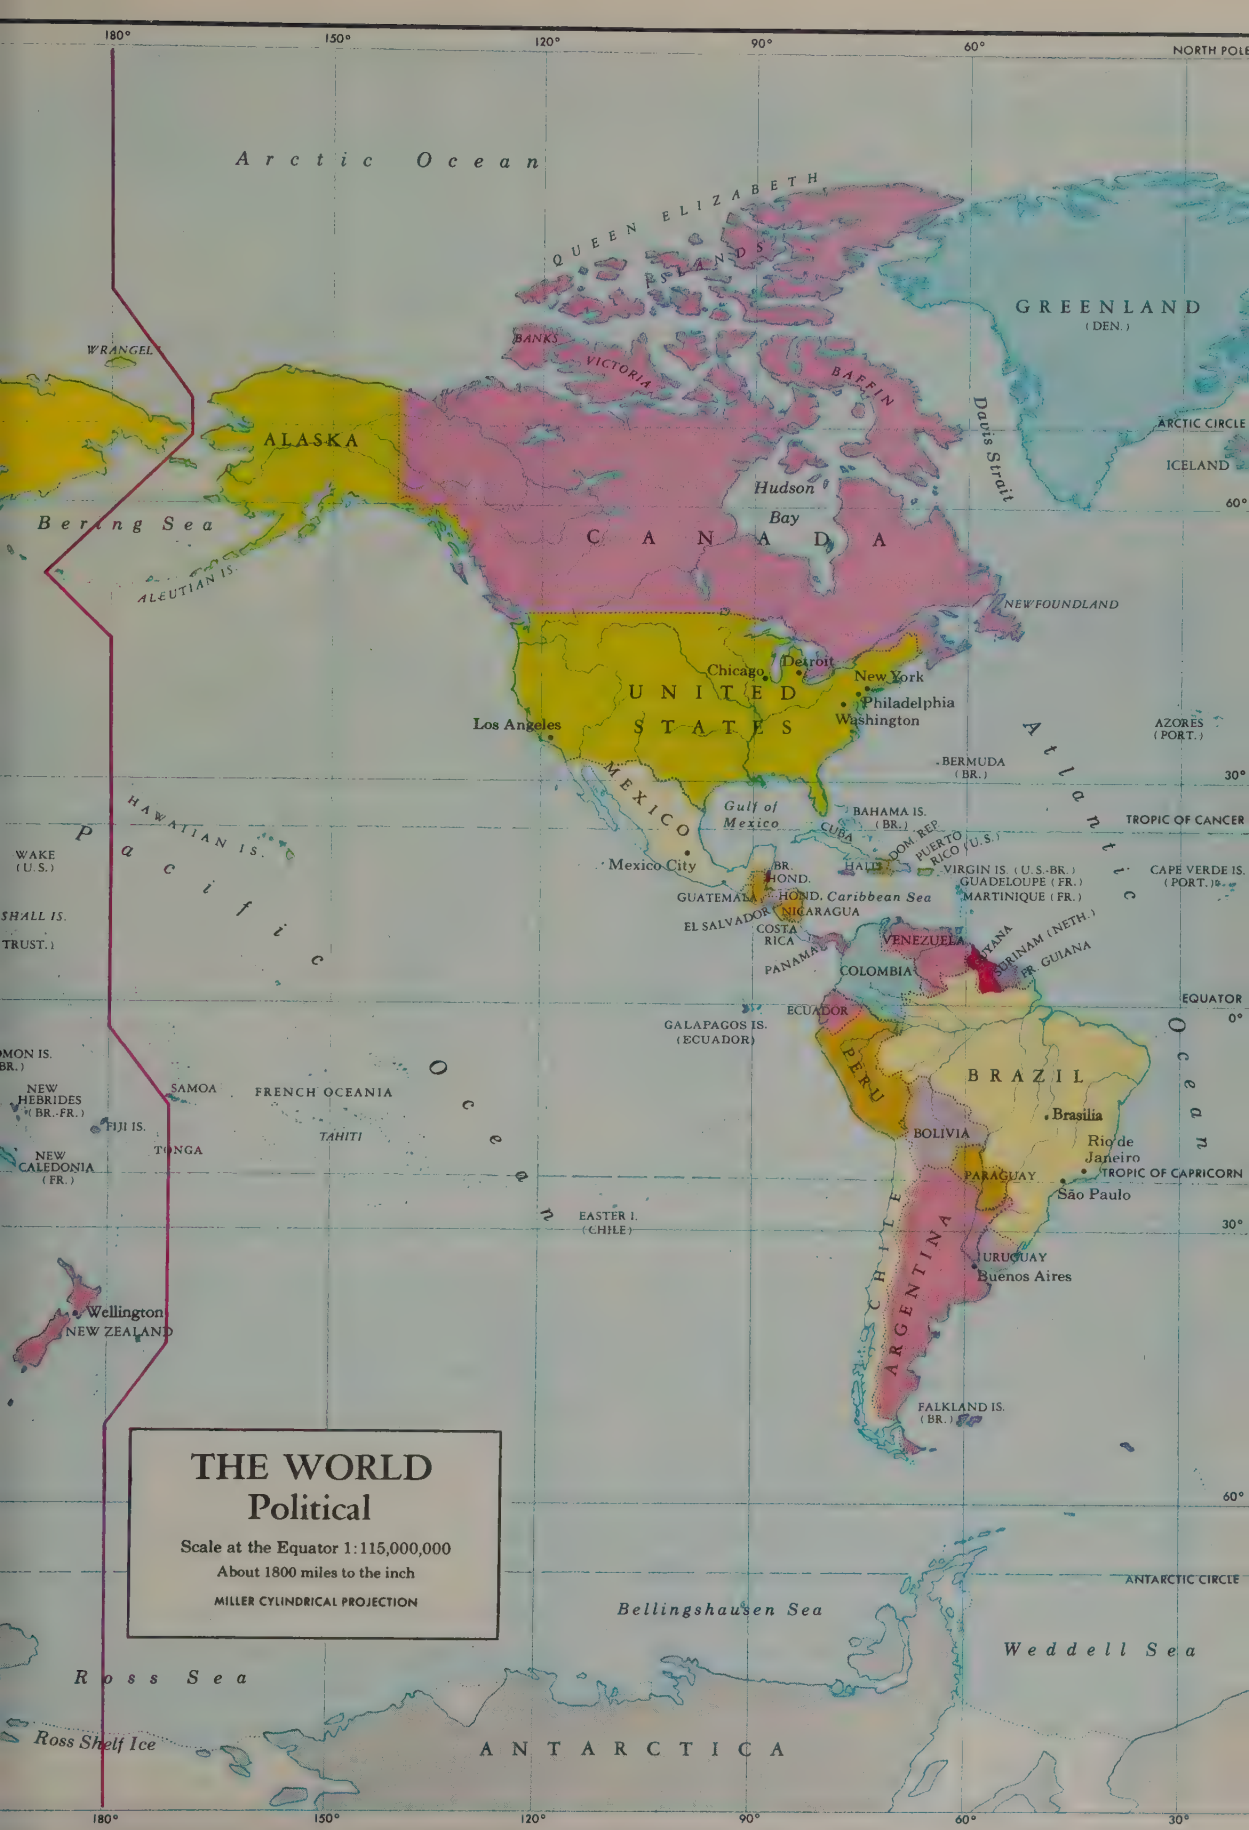 180°
150°
120°
90°
60°
NORTH POLE
Arctic Ocean
QUEEN ELIZABETH
ISLANDS
GREENLAND
(DEN.)
WRANGEL
BANKS
VICTORIA
BAFFIN
Davis Strait
ARCTIC CIRCLE
ICELAND
ALASKA
60°
Hudson
Bay
Bering Sea
CANADA
ALEUTIAN IS.
NEWFOUNDLAND
Chicago
Detroit
New York
UNITED
STATES
Philadelphia
Washington
Los Angeles
AZORES
(PORT.)
Atlantic
Ocean
BERMUDA
(BR.)
30°
MEXICO
Gulf of
Mexico
BAHAMA IS.
(BR.)
TROPIC OF CANCER
HAWAIIAN IS.
Pacific
Ocean
CUBA
DOM. REP.
PUERTO
RICO (U.S.)
WAKE
(U.S.)
Mexico City
BR.
HOND.
HAITI
VIRGIN IS. (U.S.-BR.)
GUADELOUPE (FR.)
MARTINIQUE (FR.)
CAPE VERDE IS.
(PORT.)
GUATEMALA
HOND.
Caribbean Sea
SHALL IS.
TRUST.)
EL SALVADOR
NICARAGUA
COSTA
RICA
PANAMA
VENEZUELA
GUYANA
SURINAM (NETH.)
FR. GUIANA
COLOMBIA
EQUATOR
0°
ECUADOR
GALAPAGOS IS.
(ECUADOR)
OMON IS.
BR.)
PERU
BRAZIL
NEW
HEBRIDES
(BR.-FR.)
SAMOA
FRENCH OCEANIA
TAHITI
Brasilia
FIJI IS.
BOLIVIA
TONGA
NEW
CALEDONIA
(FR.)
Rio de
Janeiro
TROPIC OF CAPRICORN
PARAGUAY
São Paulo
EASTER I.
(CHILE)
30°
CHILE
ARGENTINA
URUGUAY
Buenos Aires
Wellington
NEW ZEALAND
FALKLAND IS.
(BR.)
THE WORLD
Political
Scale at the Equator 1:115,000,000
About 1800 miles to the inch
MILLER CYLINDRICAL PROJECTION
60°
ANTARCTIC CIRCLE
Bellingshausen Sea
Weddell Sea
Ross Sea
Ross Shelf Ice
ANTARCTICA
180°
150°
120°
90°
60°
30°